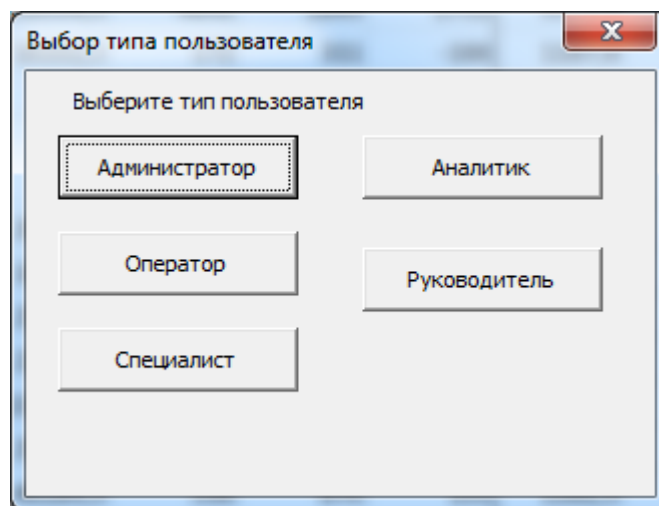 Выбор типа пользователя
Выберите тип пользователя
Администратор
Аналитик
Оператор
Руководитель
Специалист